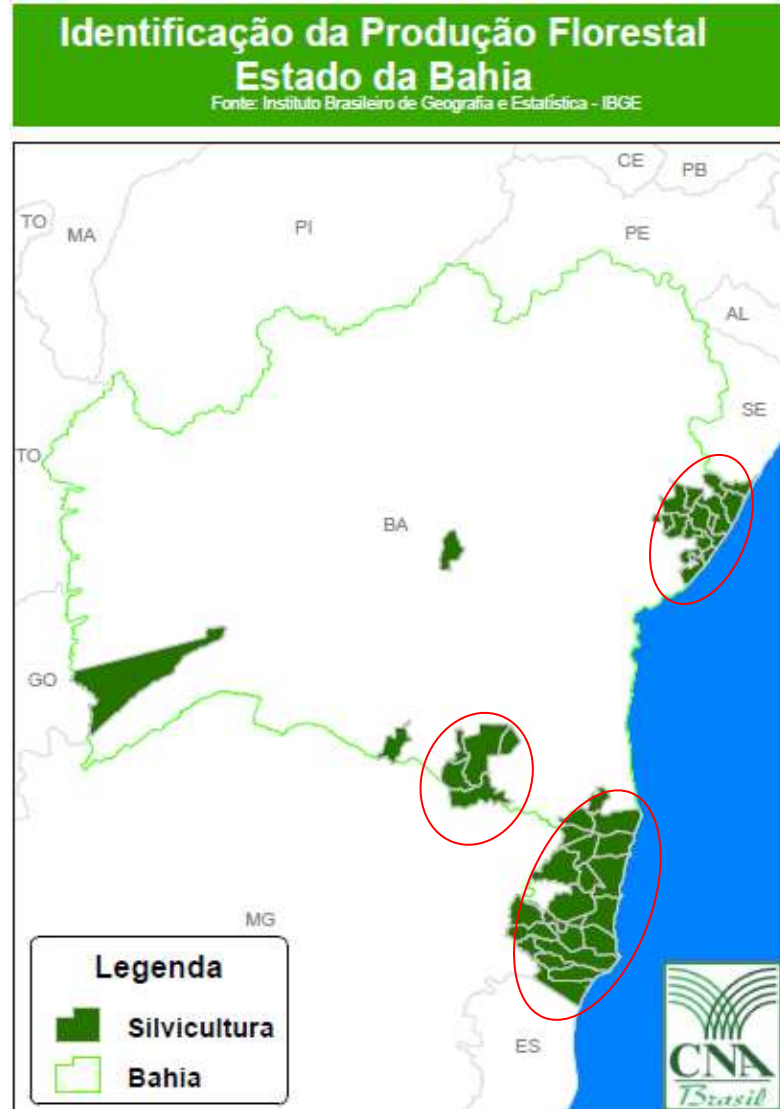 Identificação da Produção Florestal
Estado da Bahia
Fonte: Instituto Brasileiro de Geografia e Estatística - IBGE
CE
PB
TO
MA
PI
PE
AL
SE
TO
BA
GO
MG
ES
Legenda
Silvicultura
Bahia
CNA
Brasil